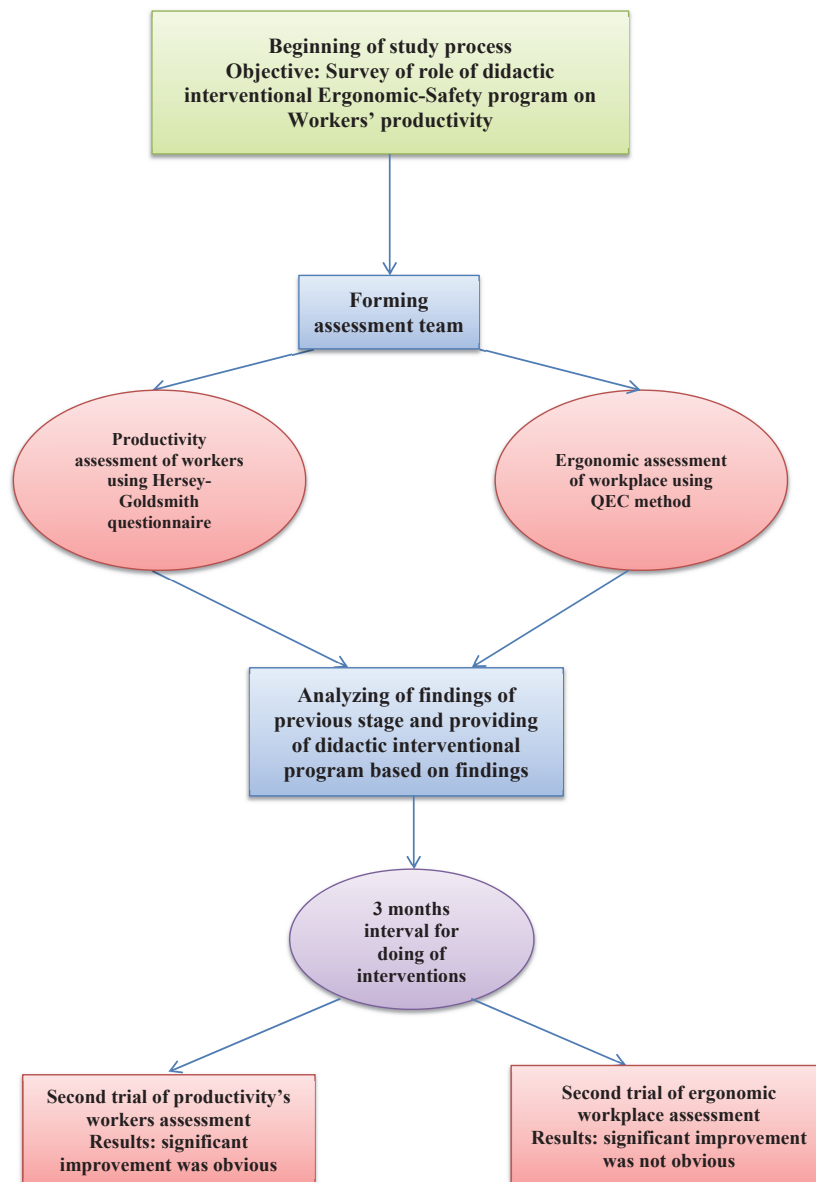 Beginning of study process
Objective: Survey of role of didactic
interventional Ergonomic-Safety program on
Workers’ productivity
Forming
assessment team
Productivity
assessment of workers
using Hersey-
Goldsmith
questionnaire
Ergonomic assessment
of workplace using
QEC method
Analyzing of findings of
previous stage and providing
of didactic interventional
program based on findings
3 months
interval for
doing of
interventions
Second trial of productivity’s
workers assessment
Results: significant
improvement was obvious
Second trial of ergonomic
workplace assessment
Results: significant improvement
was not obvious